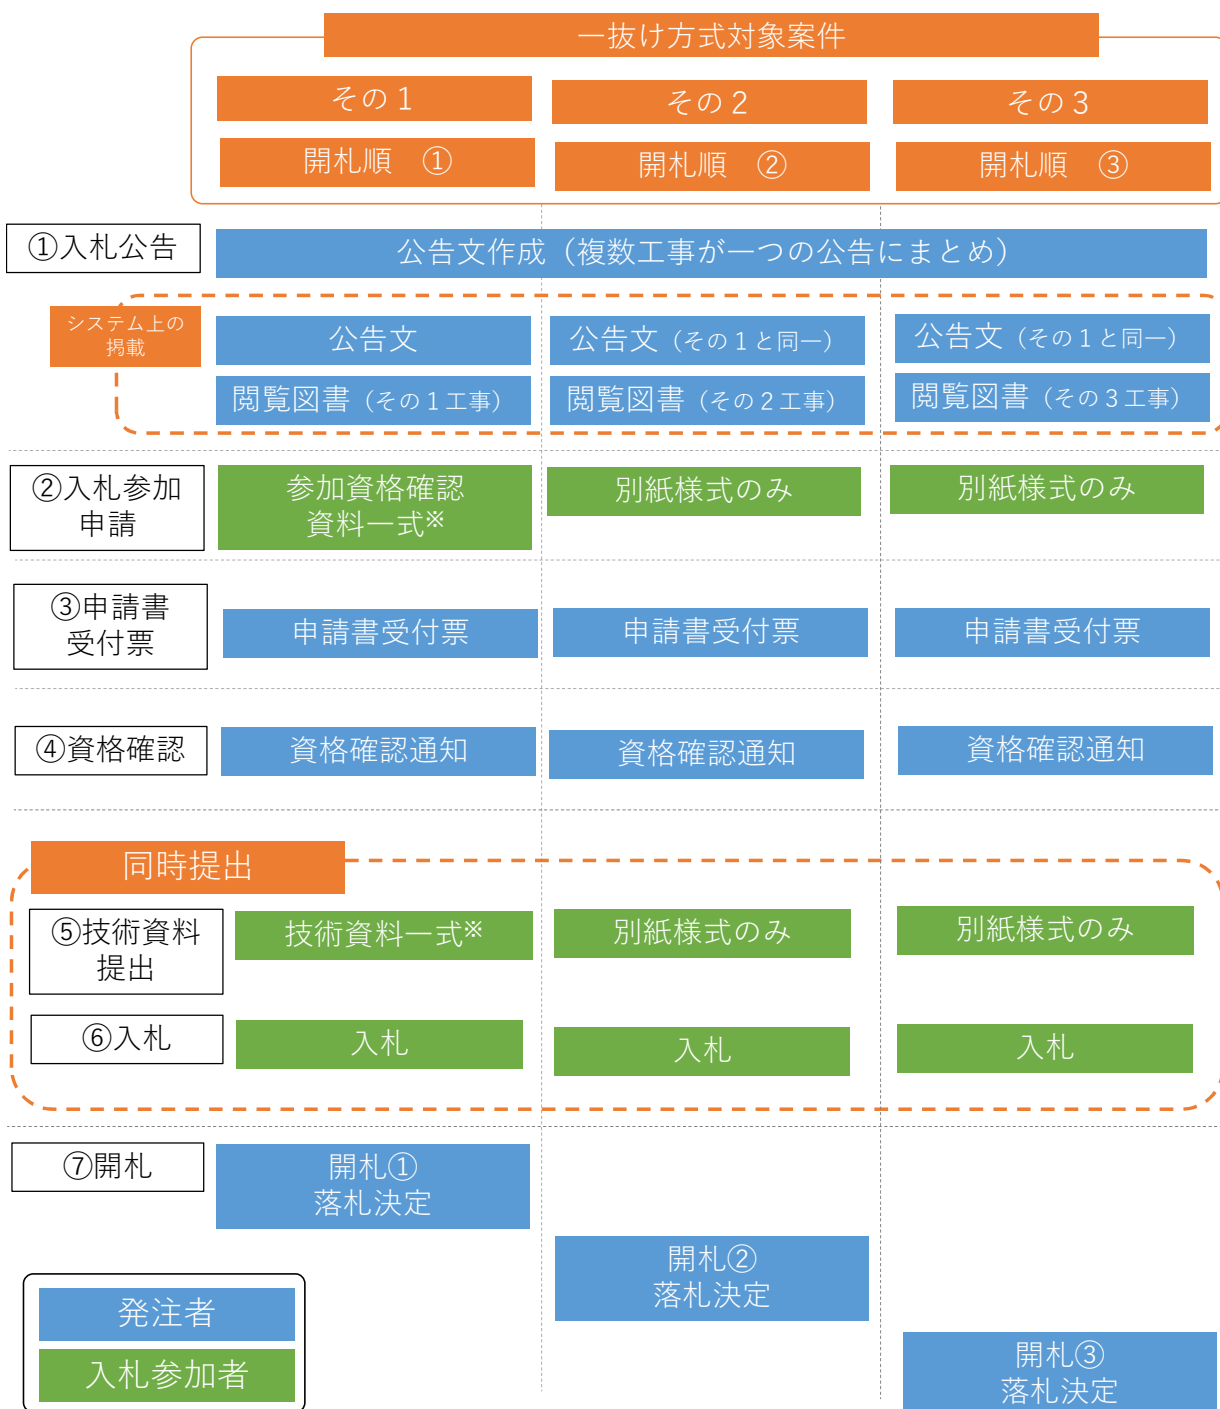 一抜け方式対象案件
その１
その２
その３
開札順　①
開札順　②
開札順　③
①入札公告
公告文作成（複数工事が一つの公告にまとめ）
システム上の
掲載
公告文
公告文（その１と同一）
公告文（その１と同一）
閲覧図書（その１工事）
閲覧図書（その２工事）
閲覧図書（その３工事）
②入札参加
申請
参加資格確認
資料一式※
別紙様式のみ
別紙様式のみ
③申請書
受付票
申請書受付票
申請書受付票
申請書受付票
④資格確認
資格確認通知
資格確認通知
資格確認通知
同時提出
⑤技術資料
提出
技術資料一式※
別紙様式のみ
別紙様式のみ
⑥入札
入札
入札
入札
⑦開札
開札①
落札決定
開札②
落札決定
開札③
落札決定
発注者
入札参加者